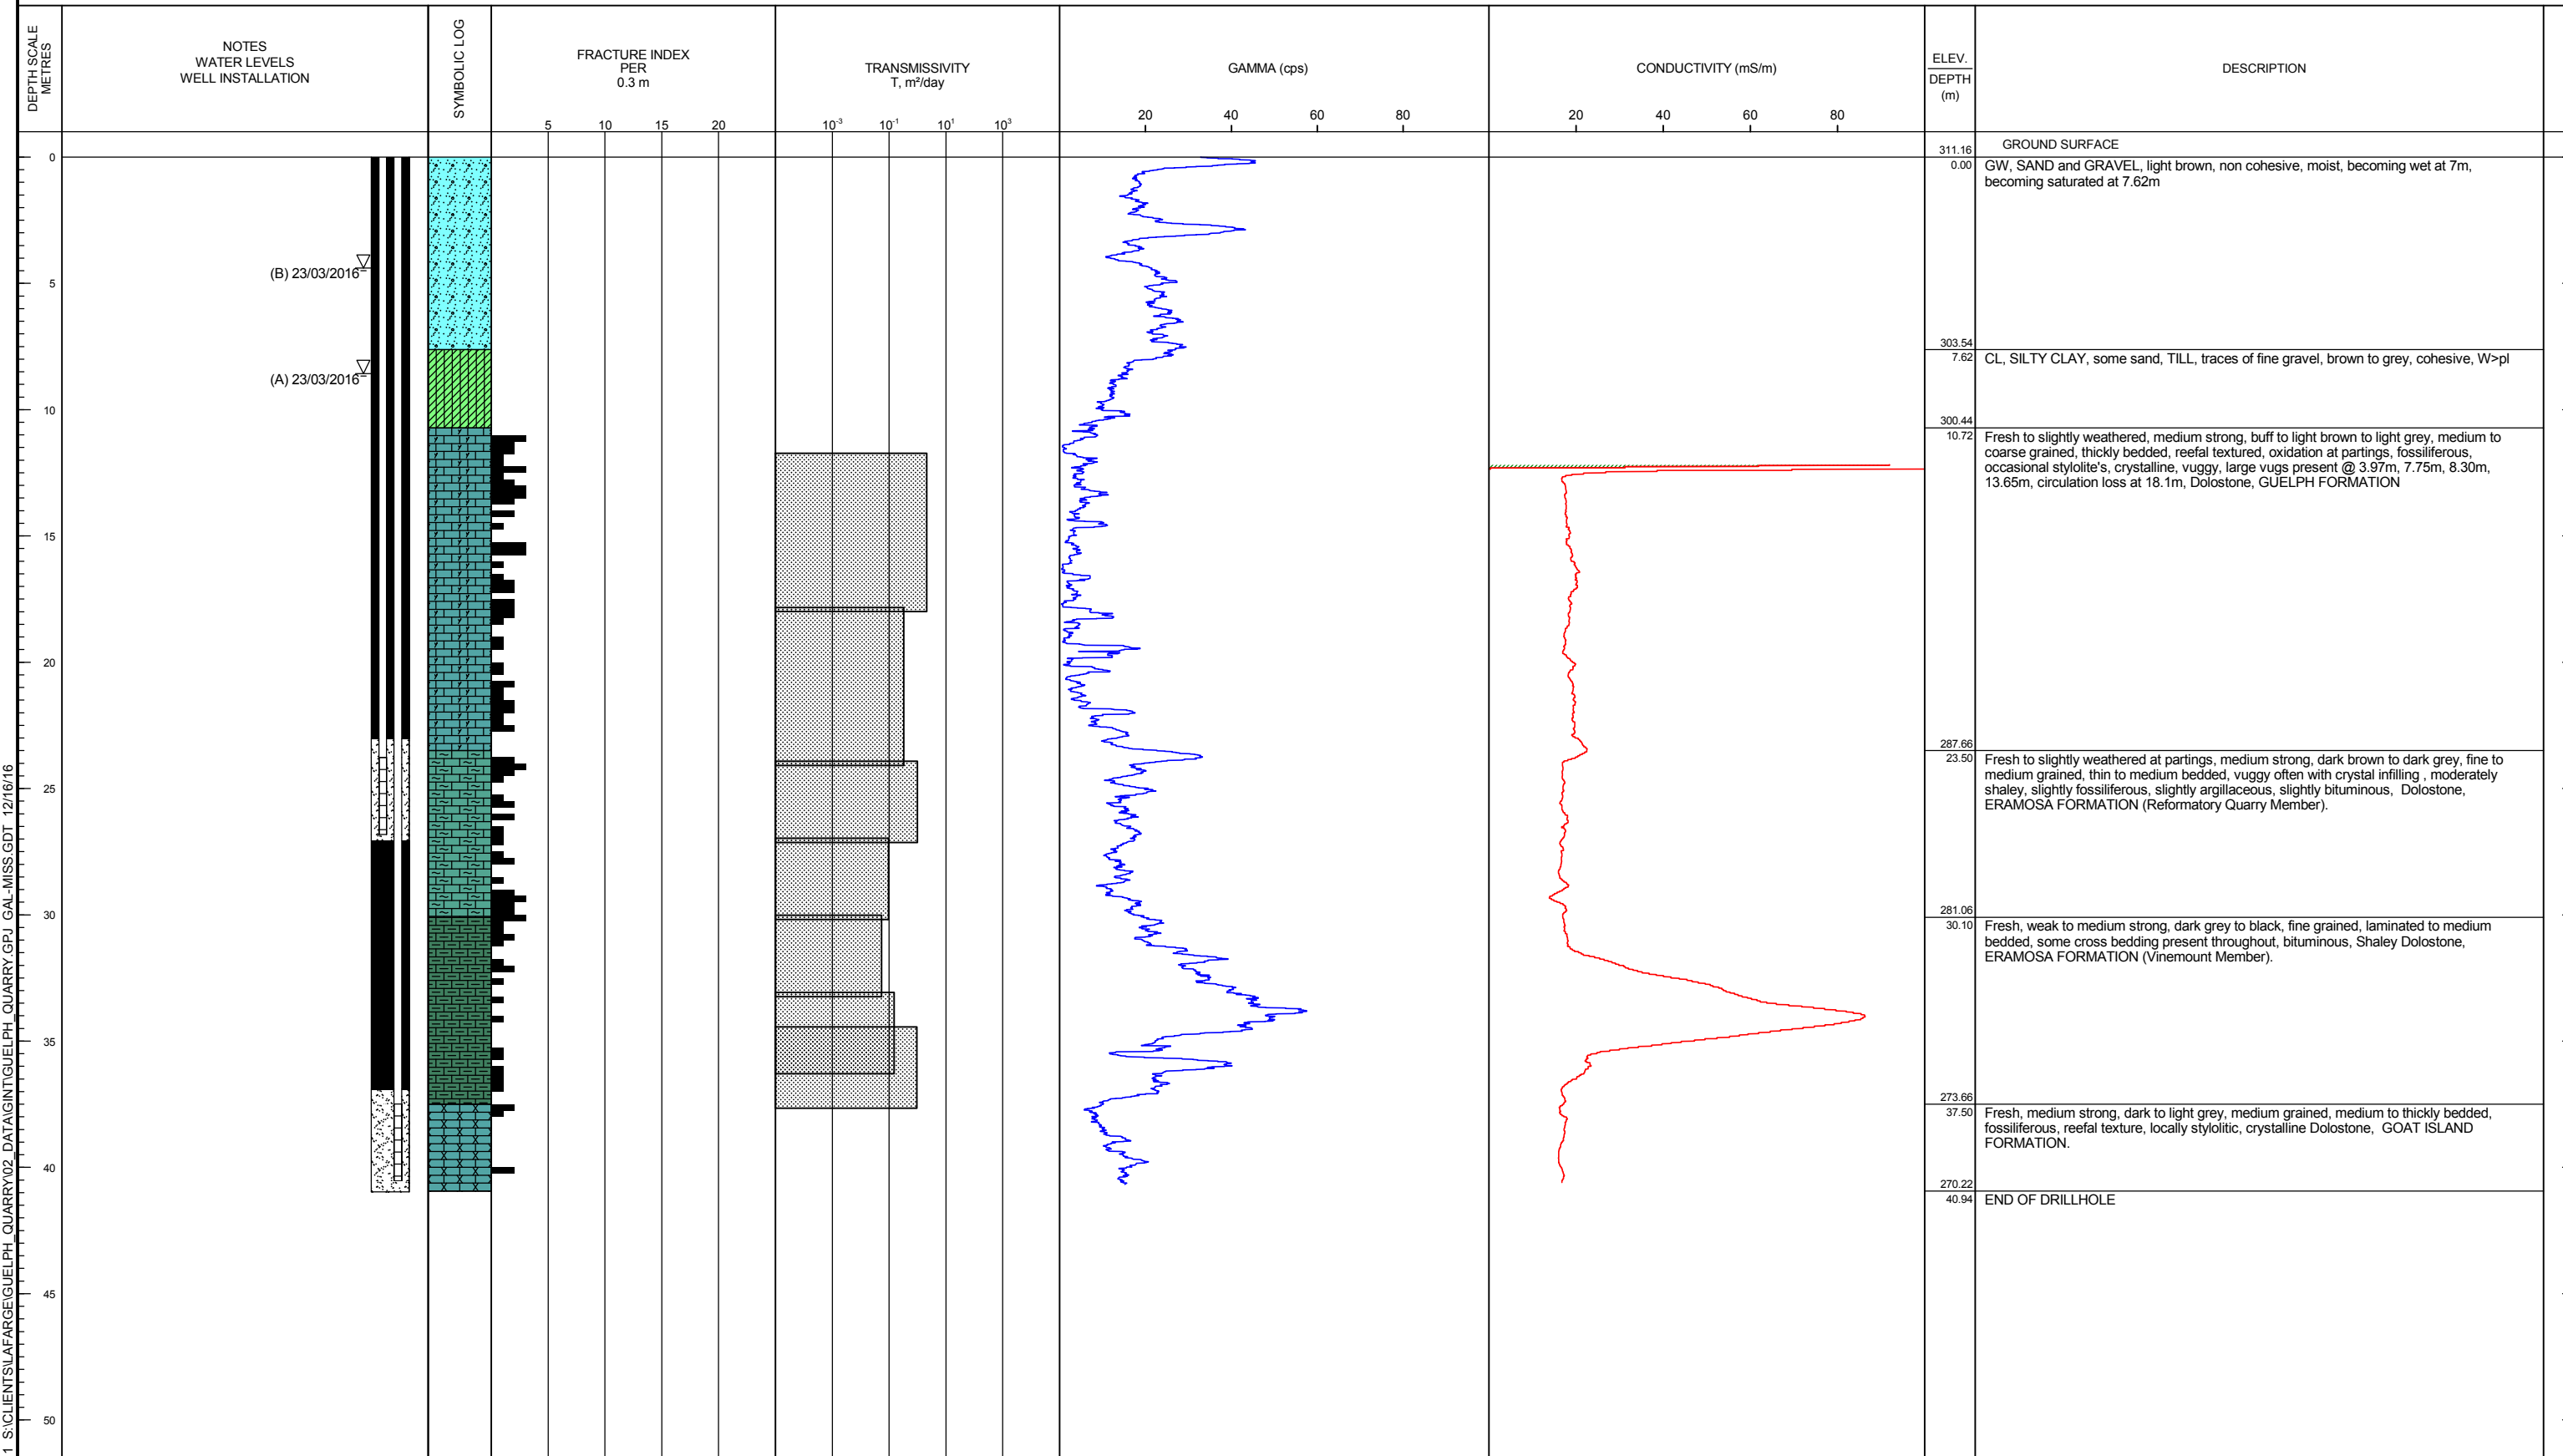 DEPTH SCALE
METRES
NOTES
WATER LEVELS
WELL INSTALLATION
SYMBOLIC LOG
FRACTURE INDEX
PER
0.3 m
5 10 15 20
TRANSMISSIVITY
T, m²/day
10⁻³ 10⁻¹ 10¹ 10³
GAMMA (cps)
20 40 60 80
CONDUCTIVITY (mS/m)
20 40 60 80
ELEV.
DEPTH
(m)
DESCRIPTION
0
5
10
15
20
25
30
35
40
45
50
(B) 23/03/2016
(A) 23/03/2016
GROUND SURFACE
311.16
0.00
GW, SAND and GRAVEL, light brown, non cohesive, moist, becoming wet at 7m,
becoming saturated at 7.62m
303.54
7.62
CL, SILTY CLAY, some sand, TILL, traces of fine gravel, brown to grey, cohesive, W>pl
300.44
10.72
Fresh to slightly weathered, medium strong, buff to light brown to light grey, medium to
coarse grained, thickly bedded, reefal textured, oxidation at partings, fossiliferous,
occasional stylolite's, crystalline, vuggy, large vugs present @ 3.97m, 7.75m, 8.30m,
13.65m, circulation loss at 18.1m, Dolostone, GUELPH FORMATION
287.66
23.50
Fresh to slightly weathered at partings, medium strong, dark brown to dark grey, fine to
medium grained, thin to medium bedded, vuggy often with crystal infilling , moderately
shaley, slightly fossiliferous, slightly argillaceous, slightly bituminous, Dolostone,
ERAMOSA FORMATION (Reformatory Quarry Member).
281.06
30.10
Fresh, weak to medium strong, dark grey to black, fine grained, laminated to medium
bedded, some cross bedding present throughout, bituminous, Shaley Dolostone,
ERAMOSA FORMATION (Vinemount Member).
273.66
37.50
Fresh, medium strong, dark to light grey, medium grained, medium to thickly bedded,
fossiliferous, reefal texture, locally stylolitic, crystalline Dolostone, GOAT ISLAND
FORMATION.
270.22
40.94
END OF DRILLHOLE
1 S:\CLIENTS\LAFARGE\GUELPH_QUARRY\02_DATA\GINT\GUELPH_QUARRY.GPJ GAL-MISS.GDT 12/16/16